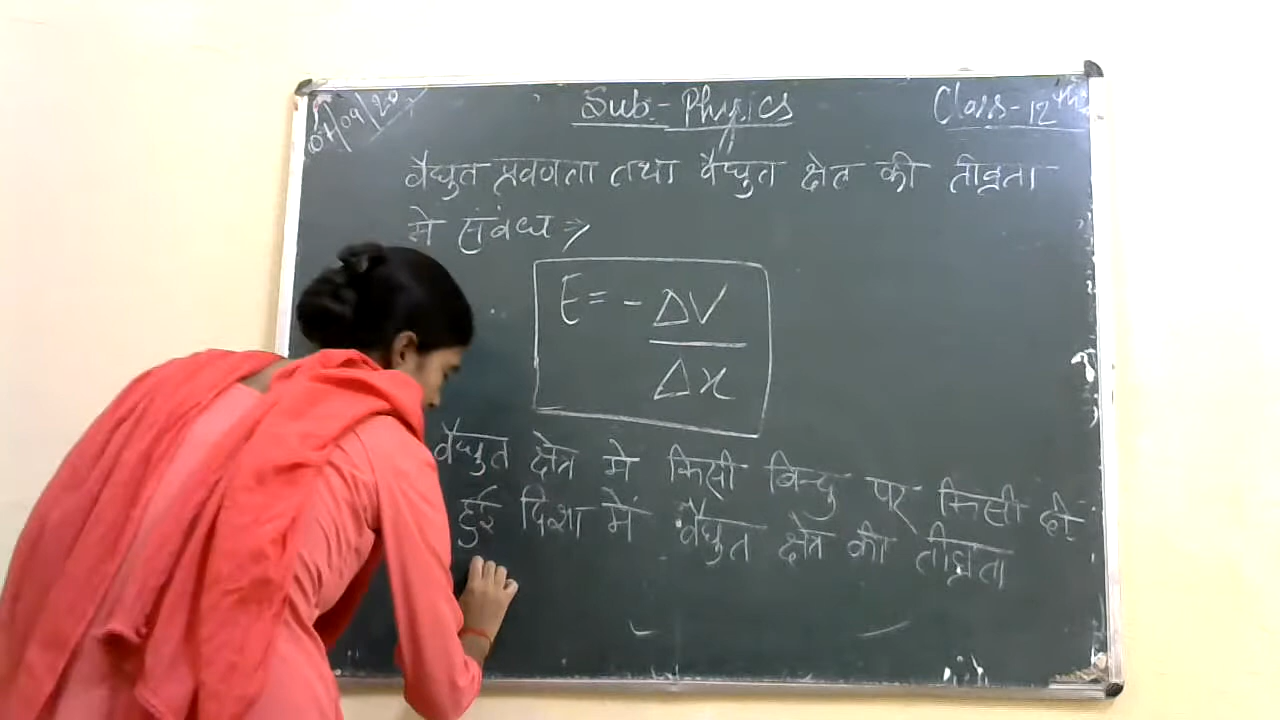 07/09/20
Sub.- Physics
Class-12th
वैद्युत प्रवणता तथा वैद्युत क्षेत्र की तीव्रता
मे संबंध ⇒
E = - ΔV
Δx
वैद्युत क्षेत्र मे किसी बिन्दु पर किसी दी
हुई दिशा में वैद्युत क्षेत्र की तीव्रता